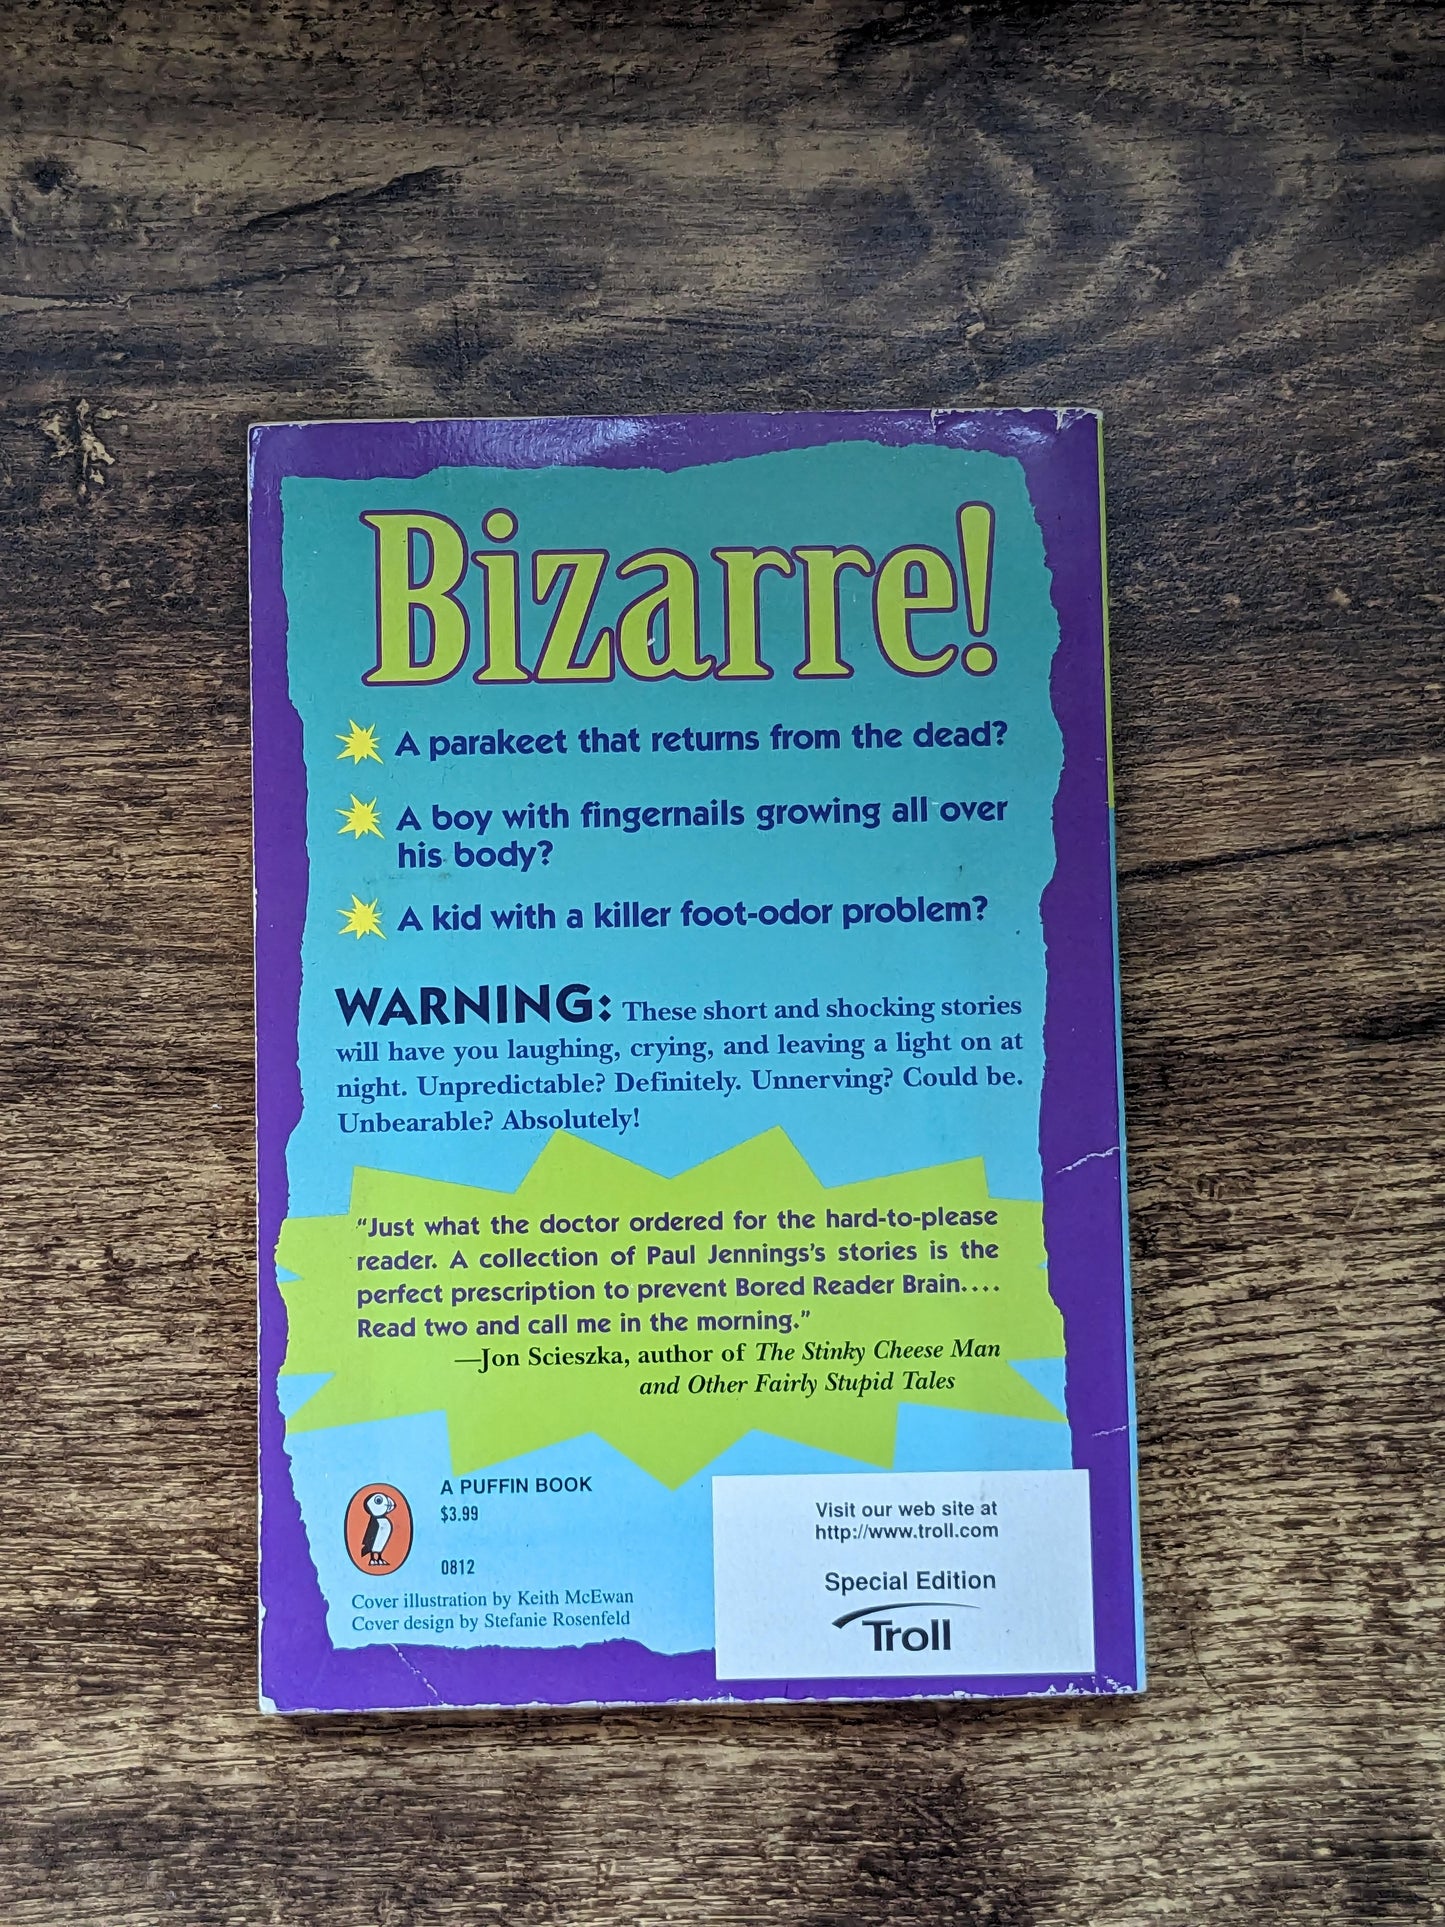 Bizarre!
A parakeet that returns from the dead?
A boy with fingernails growing all over
his body?
A kid with a killer foot-odor problem?
WARNING: These short and shocking stories
will have you laughing, crying, and leaving a light on at
night. Unpredictable? Definitely. Unnerving? Could be.
Unbearable? Absolutely!
“Just what the doctor ordered for the hard-to-please
reader. A collection of Paul Jennings’s stories is the
perfect prescription to prevent Bored Reader Brain....
Read two and call me in the morning.”
—Jon Scieszka, author of The Stinky Cheese Man
and Other Fairly Stupid Tales
A PUFFIN BOOK
$3.99
0812
Cover illustration by Keith McEwan
Cover design by Stefanie Rosenfeld
Visit our web site at
http://www.troll.com
Special Edition
Troll